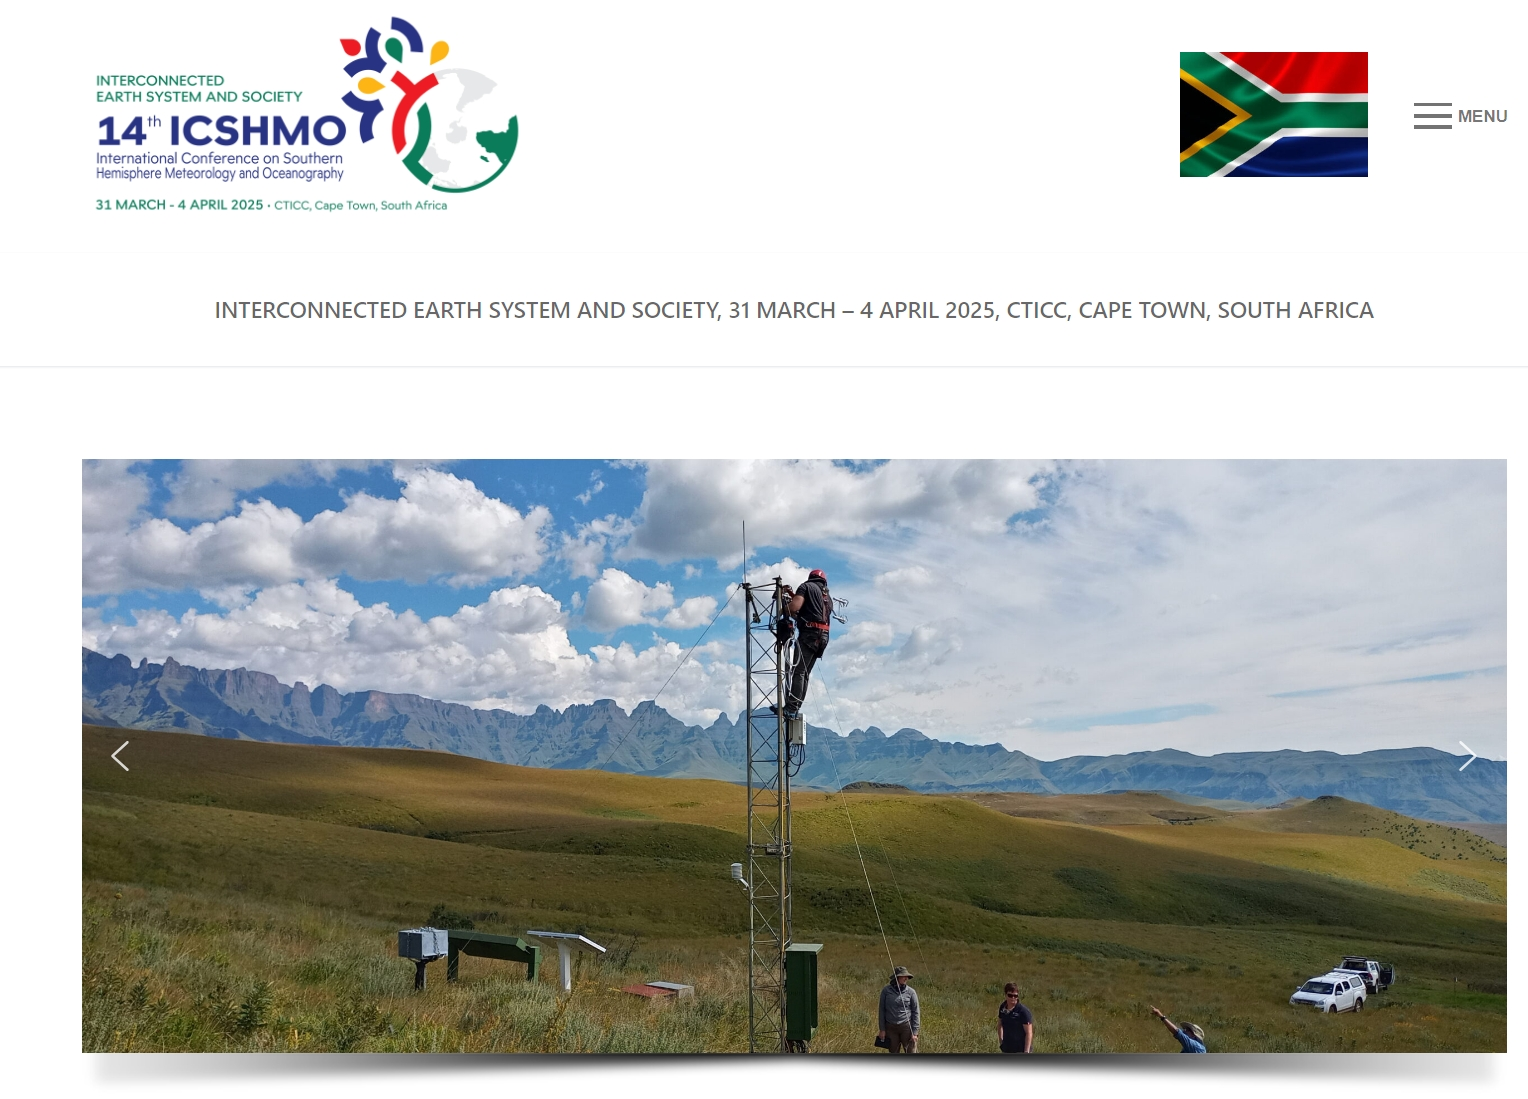 INTERCONNECTED
EARTH SYSTEM AND SOCIETY
14th ICSHMO
International Conference on Southern
Hemisphere Meteorology and Oceanography
31 MARCH - 4 APRIL 2025 • CTICC, Cape Town, South Africa
MENU
INTERCONNECTED EARTH SYSTEM AND SOCIETY, 31 MARCH – 4 APRIL 2025, CTICC, CAPE TOWN, SOUTH AFRICA